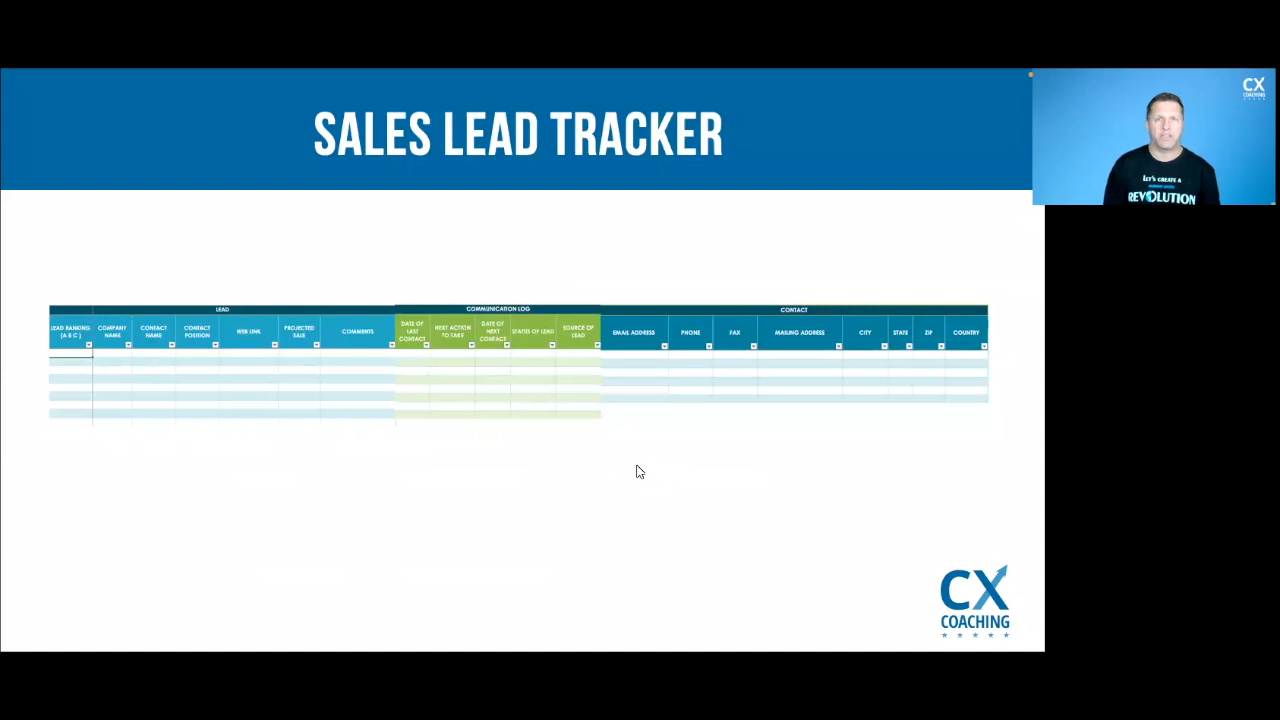 SALES LEAD TRACKER
CX
COACHING
LET'S CREATE A
REVOLUTION
LEAD
COMMUNICATION LOG
CONTACT
LEAD RANKING
(A B C )
COMPANY
NAME
CONTACT
NAME
CONTACT
POSITION
WEB LINK
PROJECTED
SALE
COMMENTS
DATE OF
LAST
CONTACT
NEXT ACTION
TO TAKE
DATE OF
NEXT
CONTACT
STATUS OF LEAD
SOURCE OF
LEAD
EMAIL ADDRESS
PHONE
FAX
MAILING ADDRESS
CITY
STATE
ZIP
COUNTRY
CX
COACHING